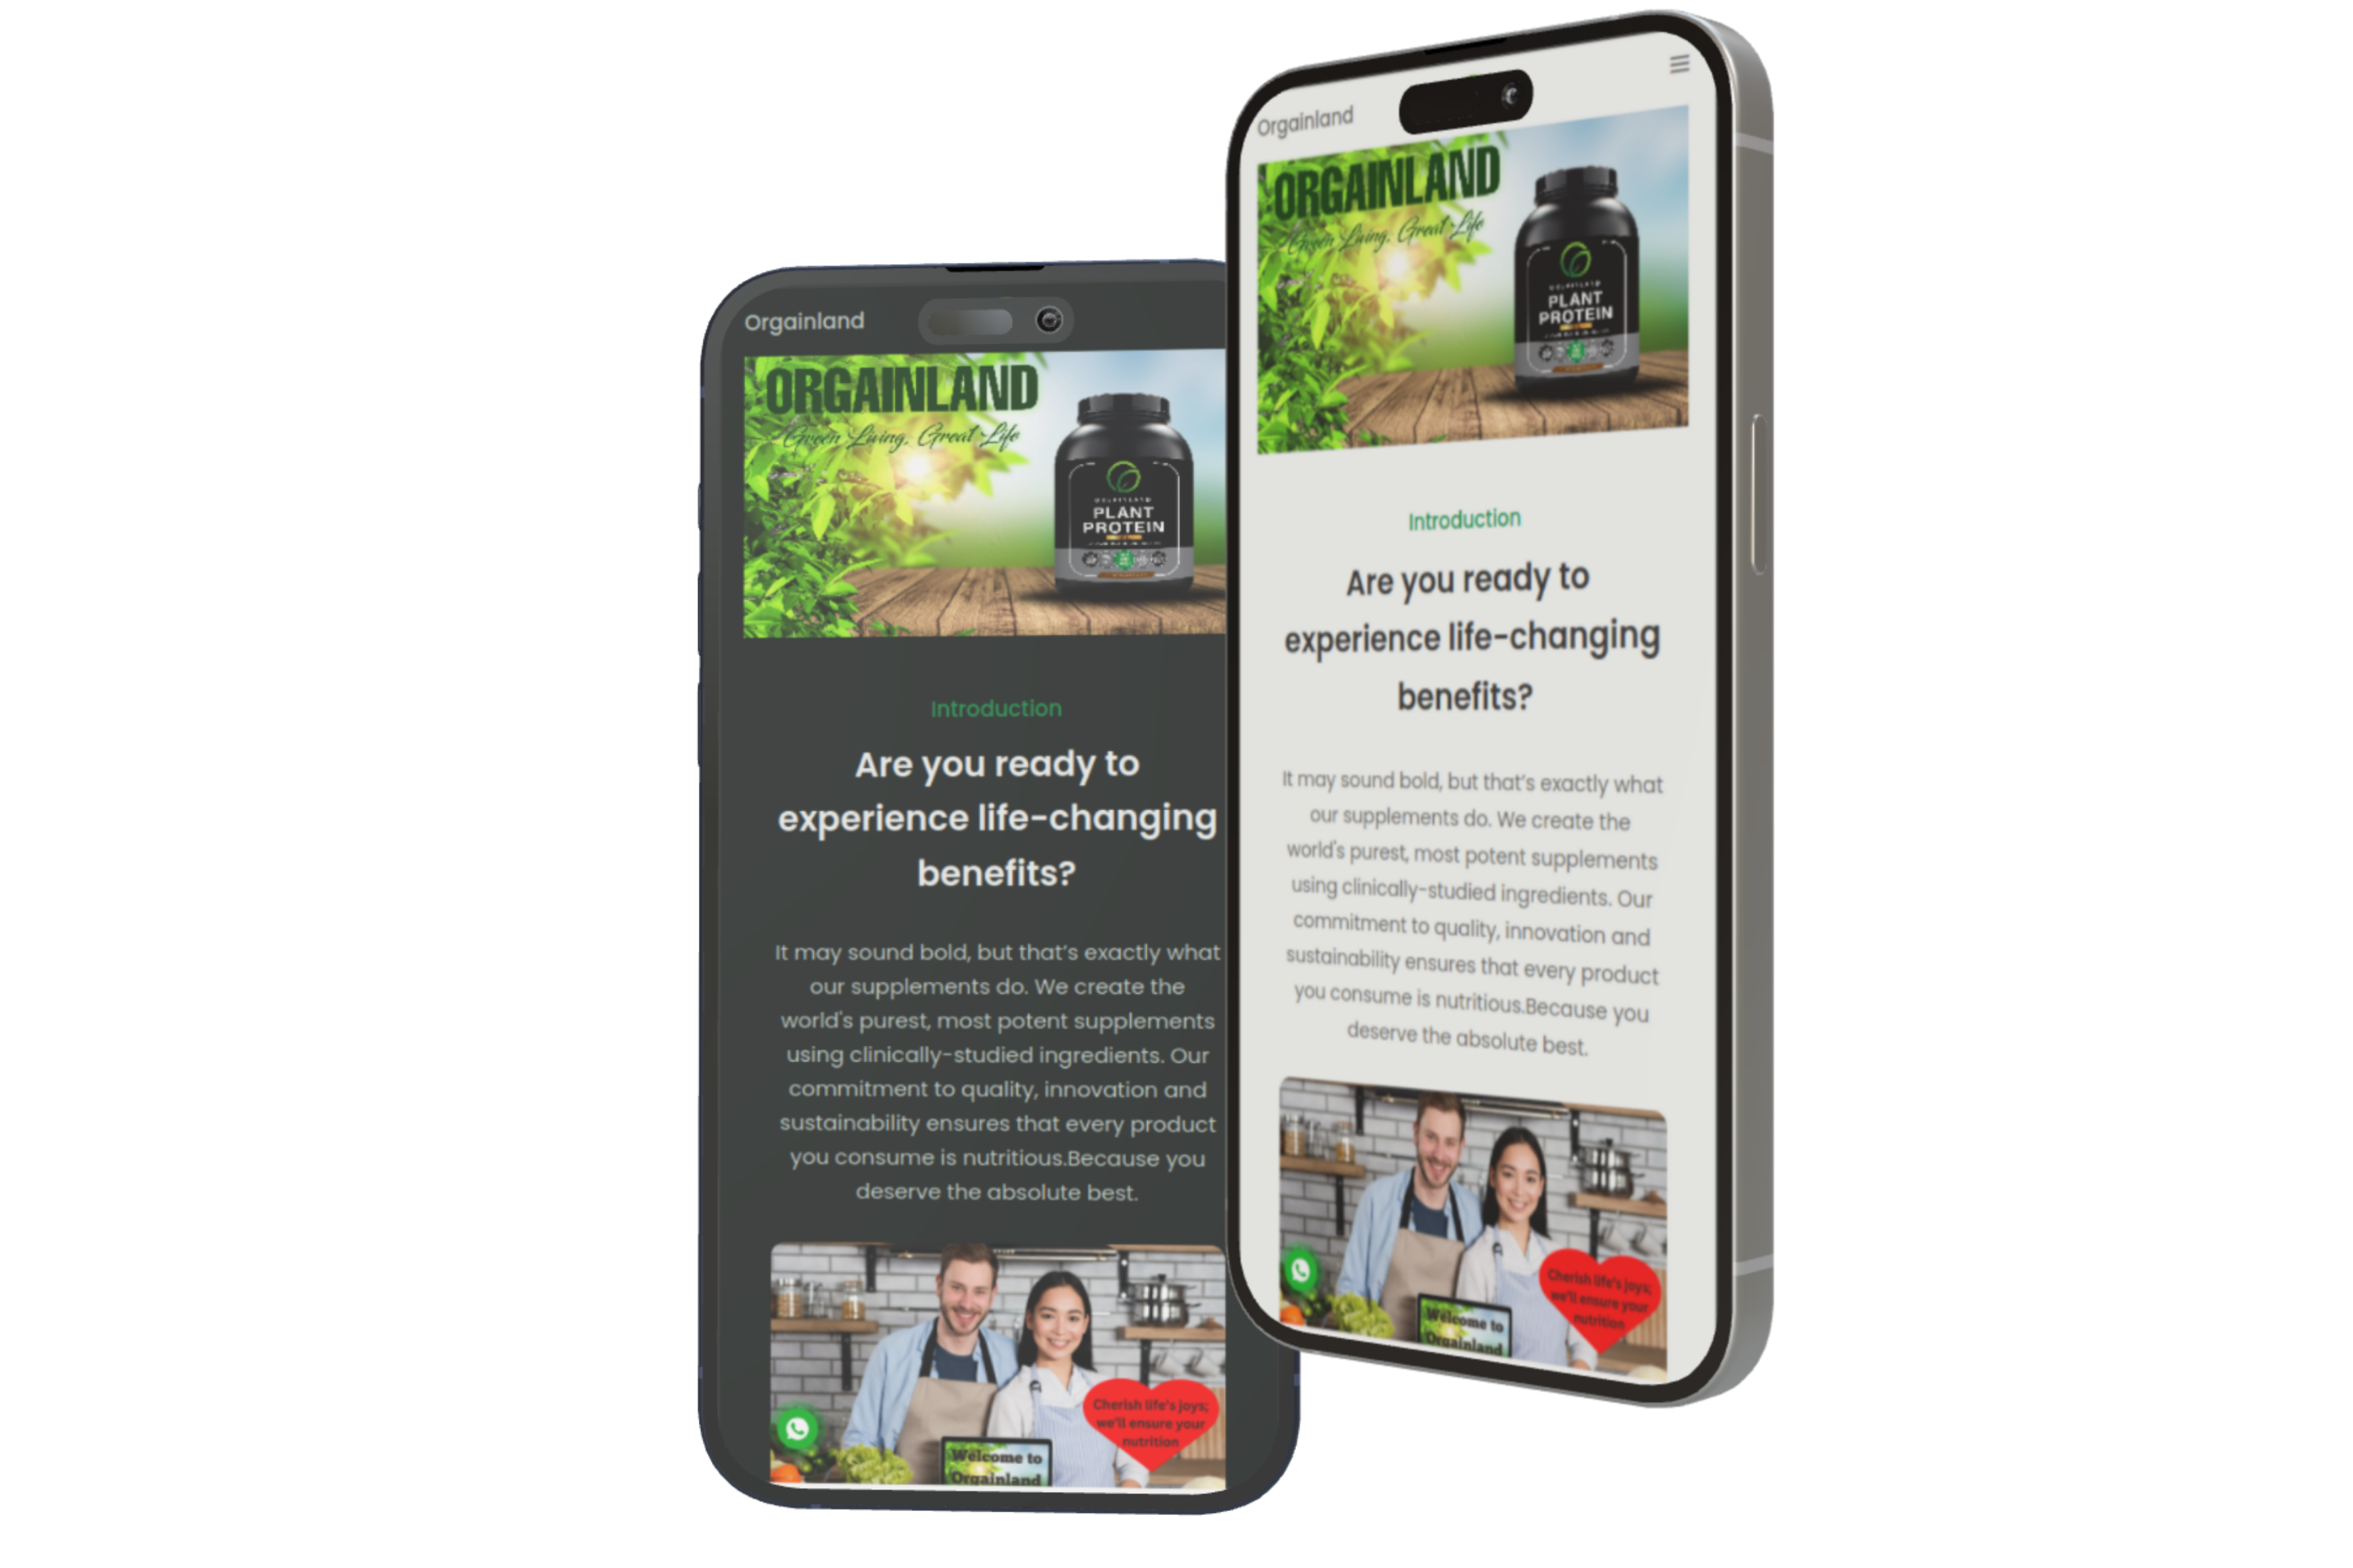 Orgainland
ORGAINLAND
Green Living, Great Life
PLANT
PROTEIN
Introduction
Are you ready to
experience life-changing
benefits?
It may sound bold, but that's exactly what
our supplements do. We create the
world's purest, most potent supplements
using clinically-studied ingredients. Our
commitment to quality, innovation and
sustainability ensures that every product
you consume is nutritious.Because you
deserve the absolute best.
Cherish life's joys;
we'll ensure your
nutrition
Welcome to
Orgainland
Orgainland
ORGAINLAND
Green Living, Great Life
ORGAINLAND
PLANT
PROTEIN
Introduction
Are you ready to
experience life-changing
benefits?
It may sound bold, but that's exactly what
our supplements do. We create the
world's purest, most potent supplements
using clinically-studied ingredients. Our
commitment to quality, innovation and
sustainability ensures that every product
you consume is nutritious.Because you
deserve the absolute best.
Cherish life's joys;
we'll ensure your
nutrition
Welcome to
Orgainland